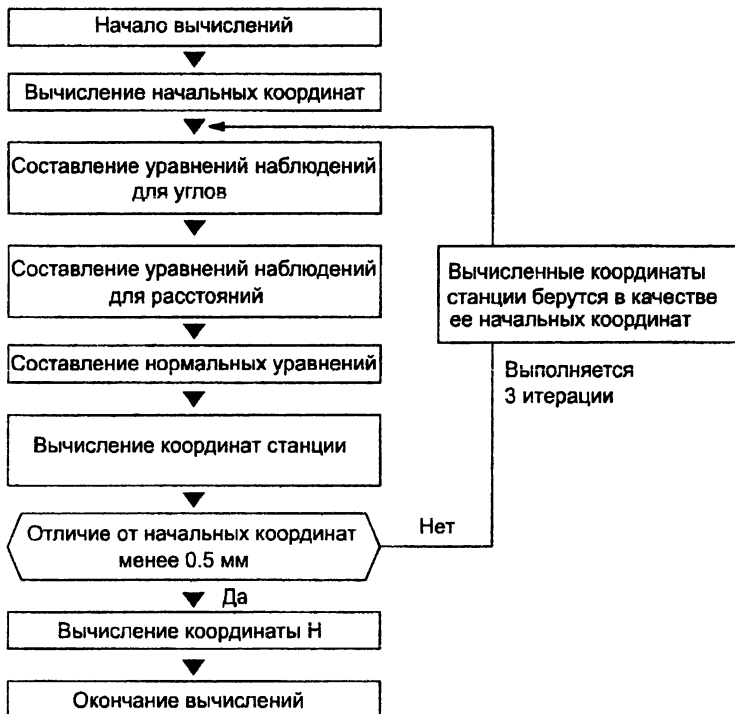 Начало вычислений
Вычисление начальных координат
Составление уравнений наблюдений
для углов
Составление уравнений наблюдений
для расстояний
Составление нормальных уравнений
Вычисление координат станции
Отличие от начальных координат
менее 0.5 мм
Нет
Вычисленные координаты
станции берутся в качестве
ее начальных координат
Выполняется
3 итерации
Да
Вычисление координаты Н
Окончание вычислений